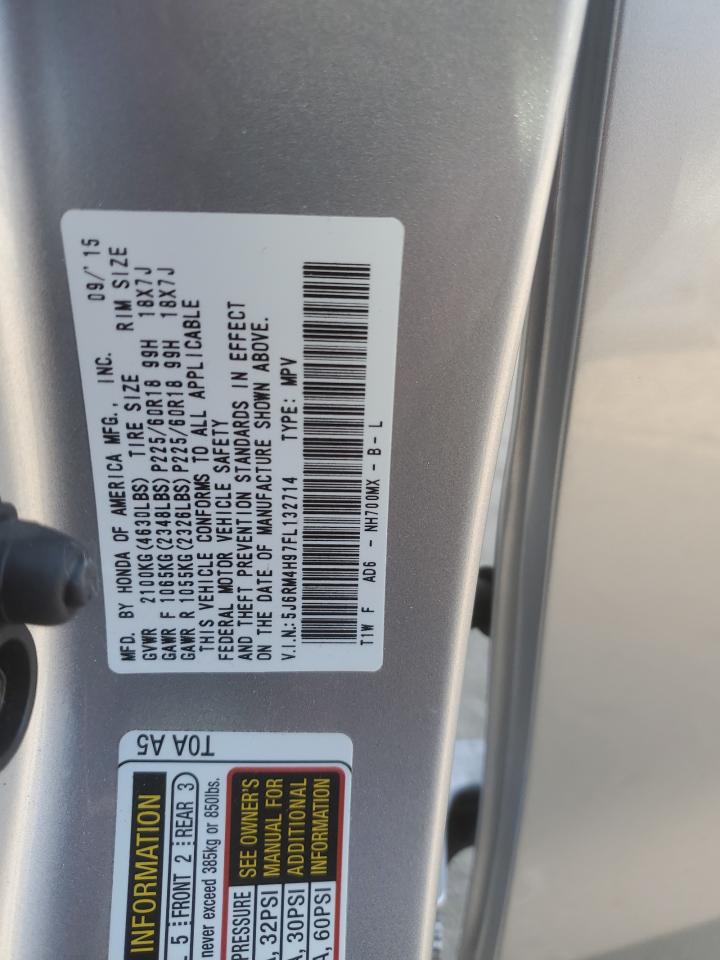 MFD. BY HONDA OF AMERICA MFG., INC. 09/'15
GVWR 2100KG(4630LBS) TIRE SIZE RIM SIZE
GAWR F 1065KG(2348LBS)P225/60R18 99H 18X7J
GAWR R 1055KG(2326LBS)P225/60R18 99H 18X7J
THIS VEHICLE CONFORMS TO ALL APPLICABLE
FEDERAL MOTOR VEHICLE SAFETY
AND THEFT PREVENTION STANDARDS IN EFFECT
ON THE DATE OF MANUFACTURE SHOWN ABOVE.
V.I.N.:5J6RM4H97FL132714 TYPE: MPV
T1W F AD6 - NH700MX - B - L
T0A A5
INFORMATION
5 FRONT 2 REAR 3
never exceed 385kg or 850lbs.
PRESSURE SEE OWNER'S
32PSI MANUAL FOR
30PSI ADDITIONAL
60PSI INFORMATION